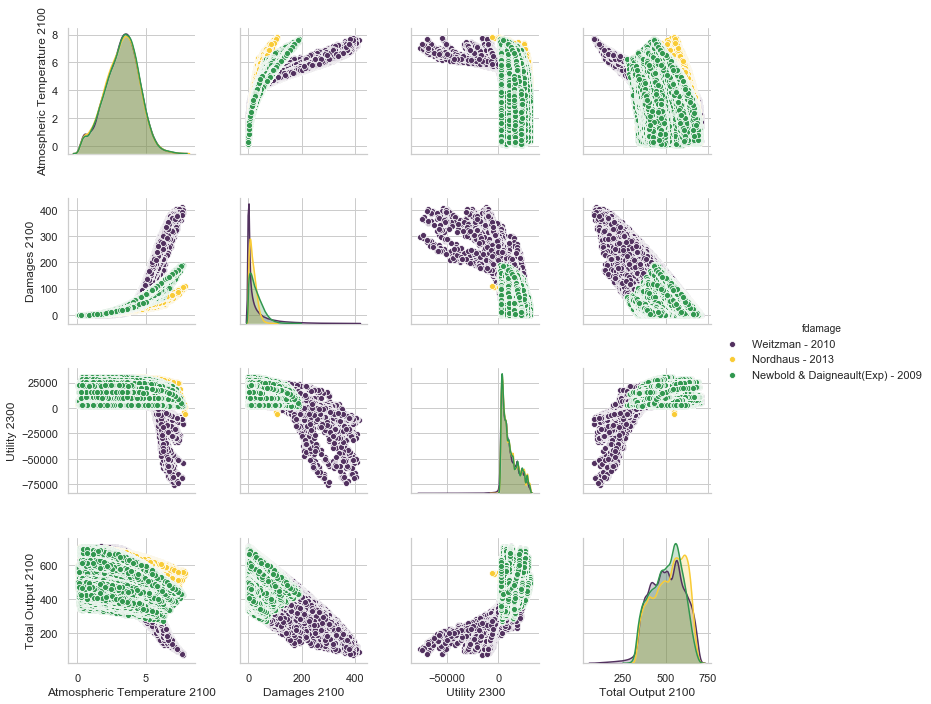 Atmospheric Temperature 2100
8
6
4
2
0
Damages 2100
400
300
200
100
0
fdamage
Weitzman - 2010
Nordhaus - 2013
Newbold & Daigneault(Exp) - 2009
Utility 2300
25000
0
−25000
−50000
−75000
Total Output 2100
600
400
200
0 5
0 200 400
−50000 0
250 500 750
Atmospheric Temperature 2100
Damages 2100
Utility 2300
Total Output 2100